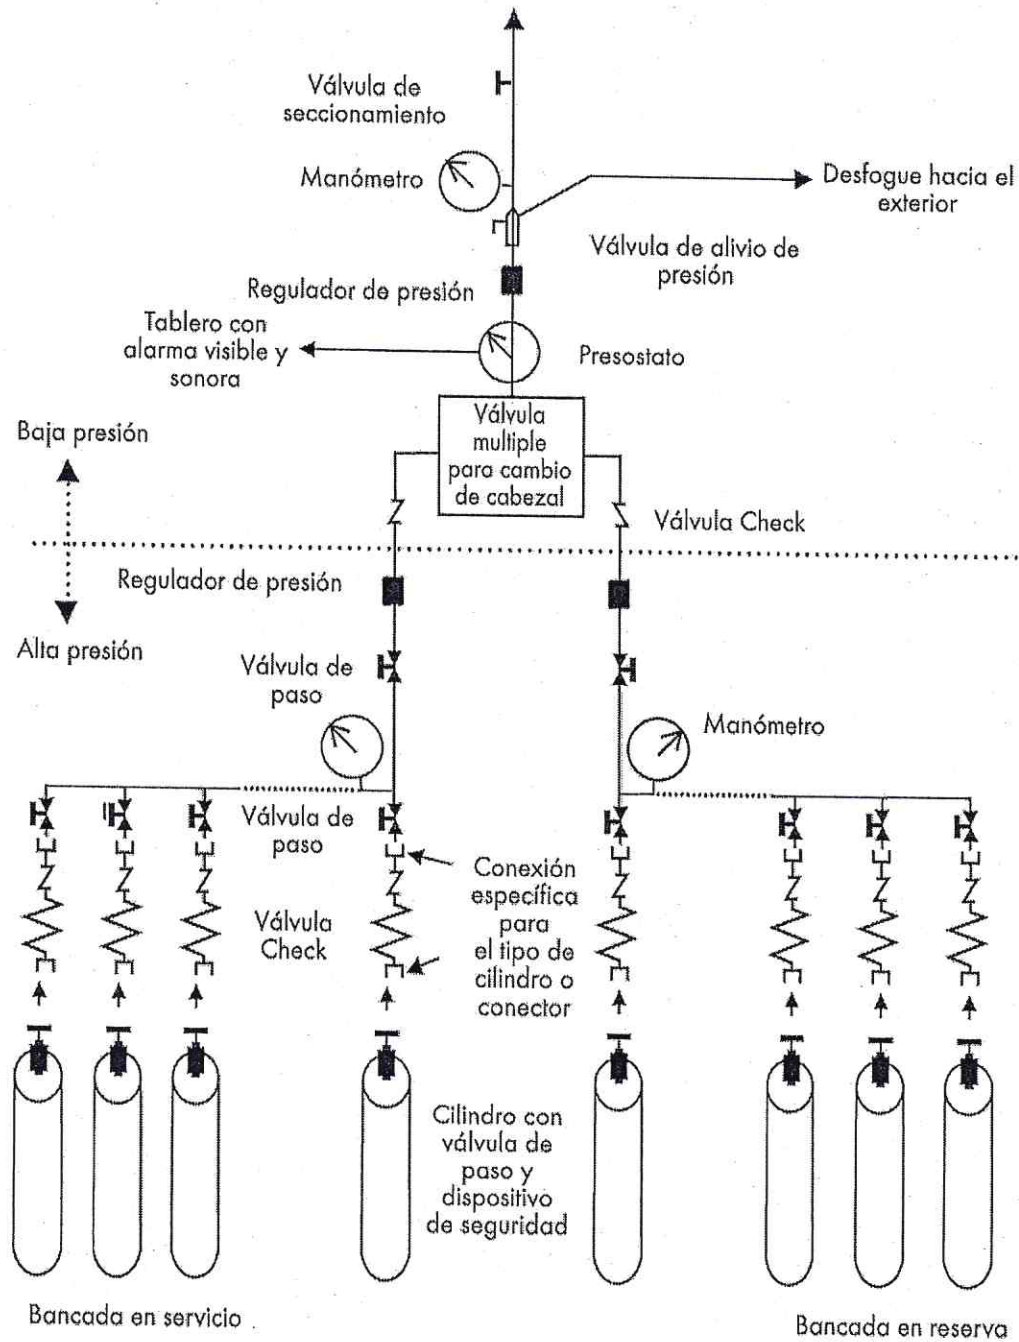 Válvula de
seccionamiento
Manómetro
Desfogue hacia el
exterior
Válvula de alivio de
presión
Regulador de presión
Tablero con
alarma visible y
sonora
Presostato
Baja presión
Válvula
multiple
para cambio
de cabezal
Válvula Check
Regulador de presión
Alta presión
Válvula de
paso
Manómetro
Válvula de
paso
Conexión
específica
para
el tipo de
cilindro o
conector
Válvula
Check
Cilindro con
válvula de
paso y
dispositivo
de seguridad
Bancada en servicio
Bancada en reserva